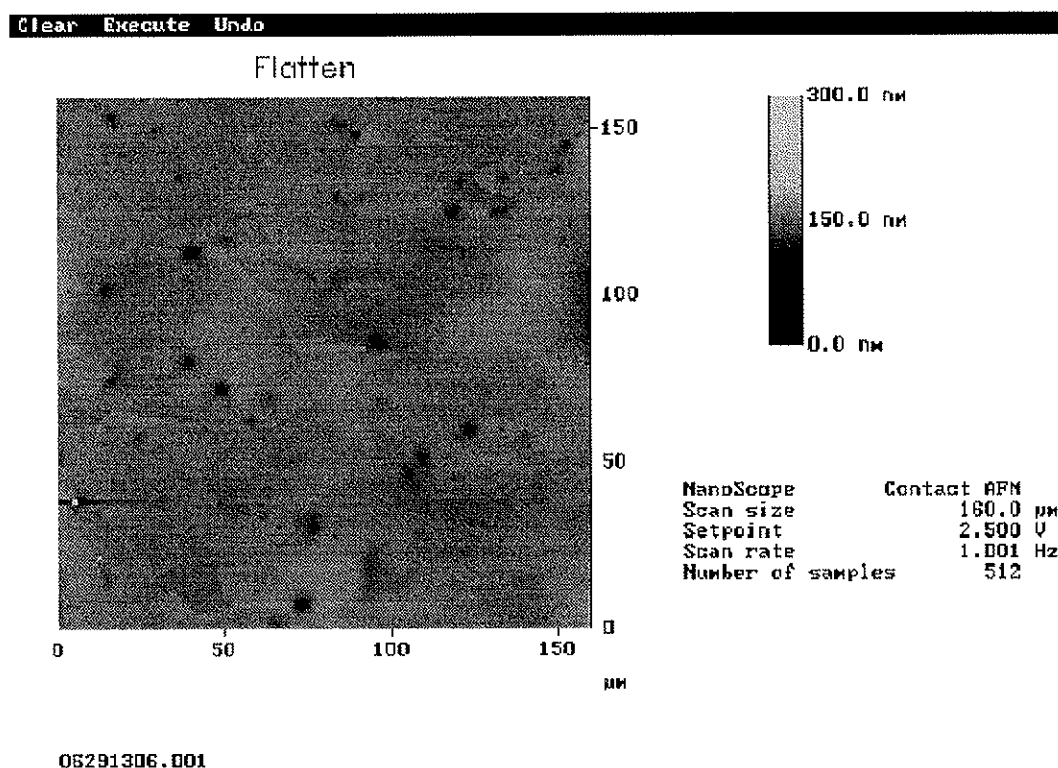 Clear Execute Undo
Flatten
300.0 nm
150.0 nm
0.0 nm
150
100
50
0
0 50 100 150
µm
NanoScope Contact AFM
Scan size 160.0 µm
Setpoint 2.500 V
Scan rate 1.001 Hz
Number of samples 512
06291306.001